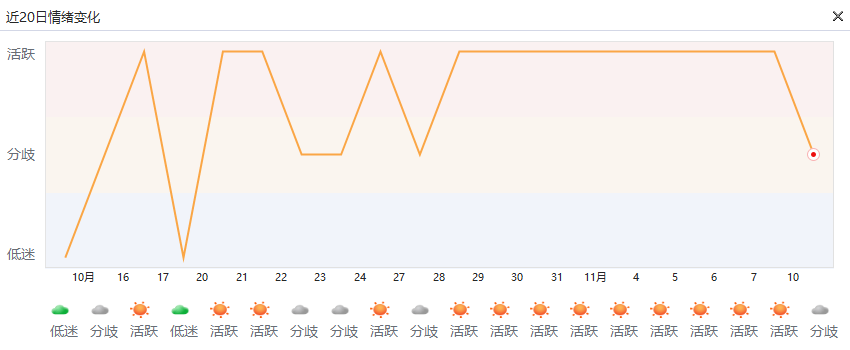 近20日情绪变化
活跃
分歧
低迷
10月 16 17 20 21 22 23 24 27 28 29 30 31 11月 4 5 6 7 10
低迷 分歧 活跃 低迷 活跃 活跃 分歧 分歧 活跃 分歧 活跃 活跃 活跃 活跃 活跃 活跃 活跃 活跃 活跃 分歧